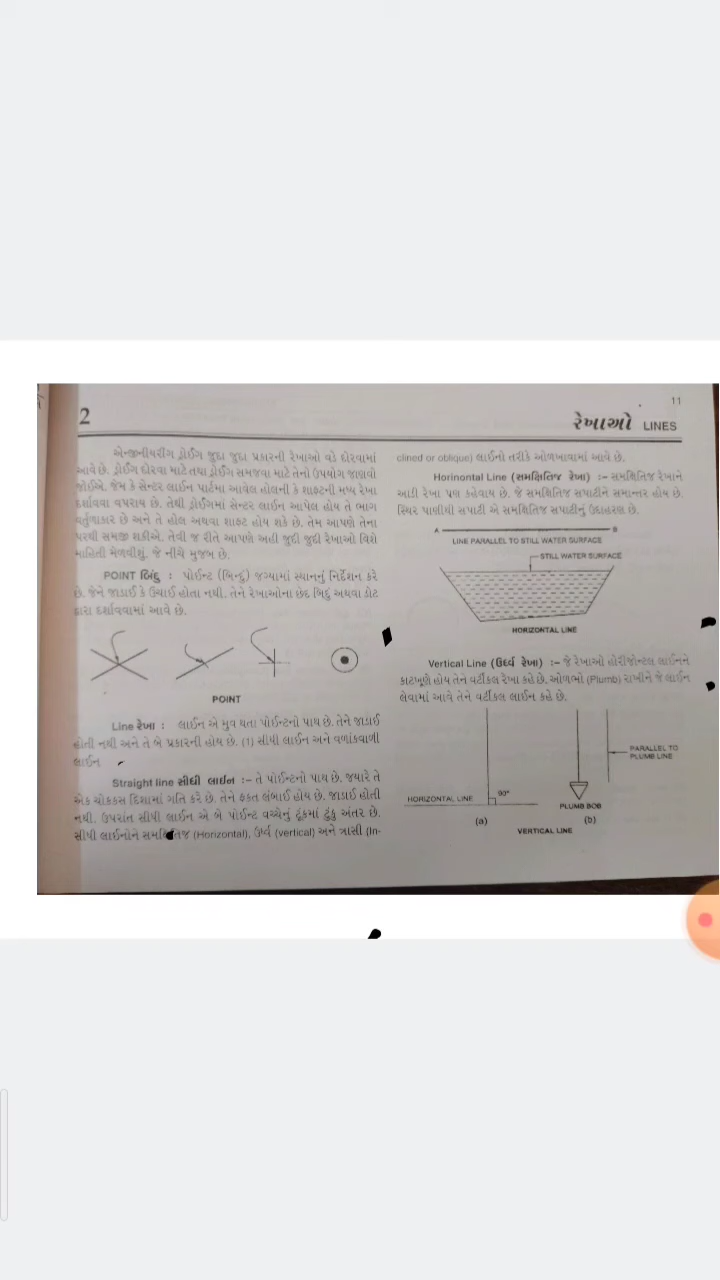 2
11
રેખાઓ LINES
એન્જીનીયરીંગ ડ્રોઈંગ જુદા જુદા પ્રકારની રેખાઓ વડે દોરવામાં
આવે છે. ડ્રોઈંગ દોરવા માટે તથા ડ્રોઈંગ સમજવા માટે તેનો ઉપયોગ જાણવો
જોઈએ. જેમ કે સેન્ટર લાઈન પાર્ટમા આવેલ હોલની કે શાફ્ટની મધ્ય રેખા
દર્શાવવા વપરાય છે. તેથી ડ્રોઈંગમાં સેન્ટર લાઈન આપેલ હોય તે ભાગ
વર્તુળાકાર છે અને તે હોલ અથવા શાફ્ટ હોય શકે છે. તેમ આપણે તેના
પરથી સમજી શકીએ. તેવી જ રીતે આપણે અહીં જુદી જુદી રેખાઓ વિશે
માહિતી મેળવીશું. જે નીચે મુજબ છે.
POINT બિંદુ : પોઈન્ટ (બિન્દુ) જગ્યામાં સ્થાનનું નિર્દેશન કરે
છે. જેને જાડાઈ કે ઉંચાઈ હોતા નથી. તેને રેખાઓના છેદ બિંદુ અથવા ડોટ
દ્વારા દર્શાવવામાં આવે છે.
POINT
Line રેખા : લાઈન એ મુવ થતા પોઈન્ટનો પાથ છે. તેને જાડાઈ
હોતી નથી અને તે બે પ્રકારની હોય છે. (1) સીધી લાઈન અને વળાંકવાળી
લાઈન
Straight line સીધી લાઈન :– તે પોઈન્ટનો પાથ છે. જ્યારે તે
એક ચોકકસ દિશામાં ગતિ કરે છે. તેને ફકત લંબાઈ હોય છે. જાડાઈ હોતી
નથી. ઉપરાંત સીધી લાઈન એ બે પોઈન્ટ વચ્ચેનું ટૂંકમાં ટુંકુ અંતર છે.
સીધી લાઈનોને (Horizontal), ઉર્ધ્વ (vertical) અને ત્રાસી (In-
clined or oblique) લાઈનો તરીકે ઓળખાવામાં આવે છે.
Horinontal Line (સમક્ષિતિજ રેખા) :– સમક્ષિતિજ રેખાને
આડી રેખા પણ કહેવાય છે. જે સમક્ષિતિજ સપાટીને સમાન્તર હોય છે.
સ્થિર પાણીથી સપાટી એ સમક્ષિતિજ સપાટીનું ઉદાહરણ છે.
A B
LINE PARALLEL TO STILL WATER SURFACE
STILL WATER SURFACE
HORIZONTAL LINE
Vertical Line (ઉર્ધ્વ રેખા) :– જે રેખાઓ હોરીજોન્ટલ લાઈનને
કાટખૂણે હોય તેને વર્ટીકલ રેખા કહે છે. ઓળભો (Plumb) રાખીને જે લાઈન
લેવામાં આવે તેને વર્ટીકલ લાઈન કહે છે.
PARALLEL TO
PLUMB LINE
HORIZONTAL LINE
90°
PLUMB BOB
(a) (b)
VERTICAL LINE